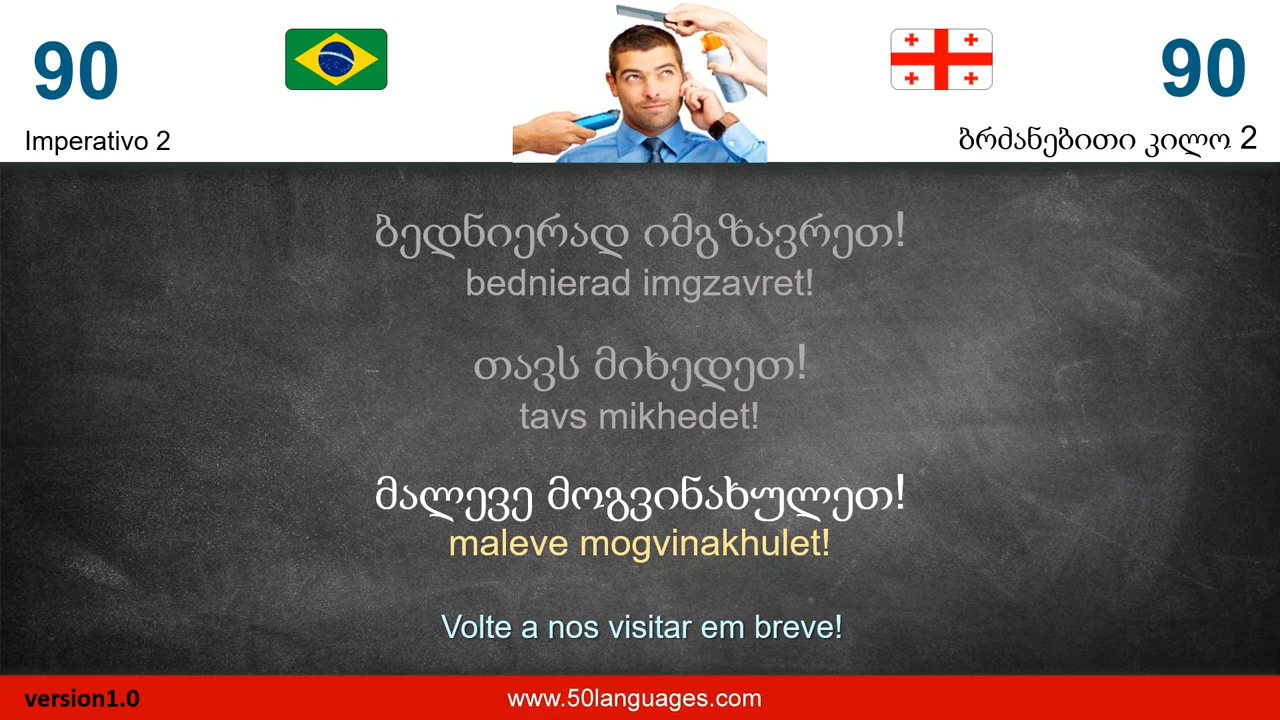 90
90
Imperativo 2
ბრძანებითი კილო 2
ბედნიერად იმგზავრეთ!
bednierad imgzavret!
თავს მიხედეთ!
tavs mikhedet!
მალევე მოგვინახულეთ!
maleve mogvinakhulet!
Volte a nos visitar em breve!
version1.0
www.50languages.com